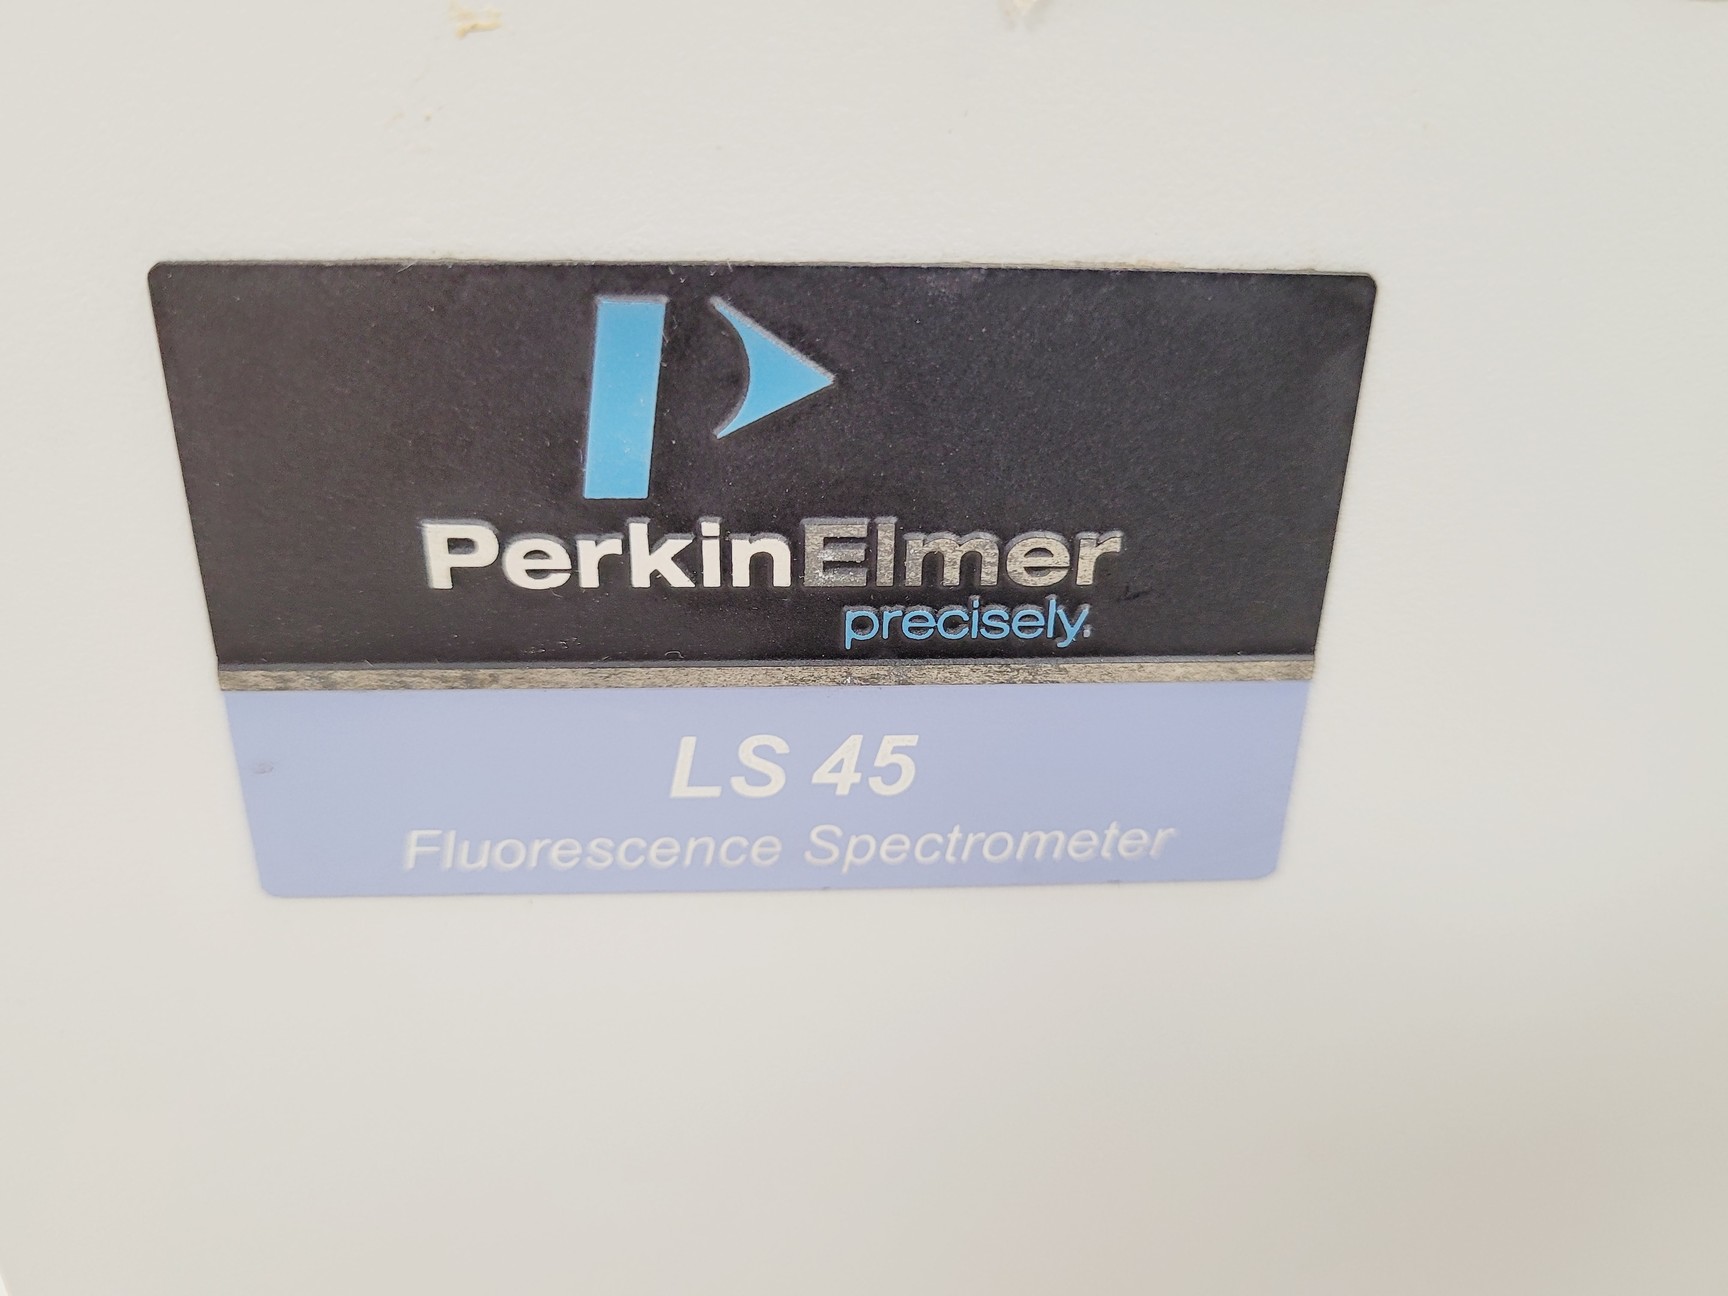 PerkinElmer
precisely.
LS 45
Fluorescence Spectrometer